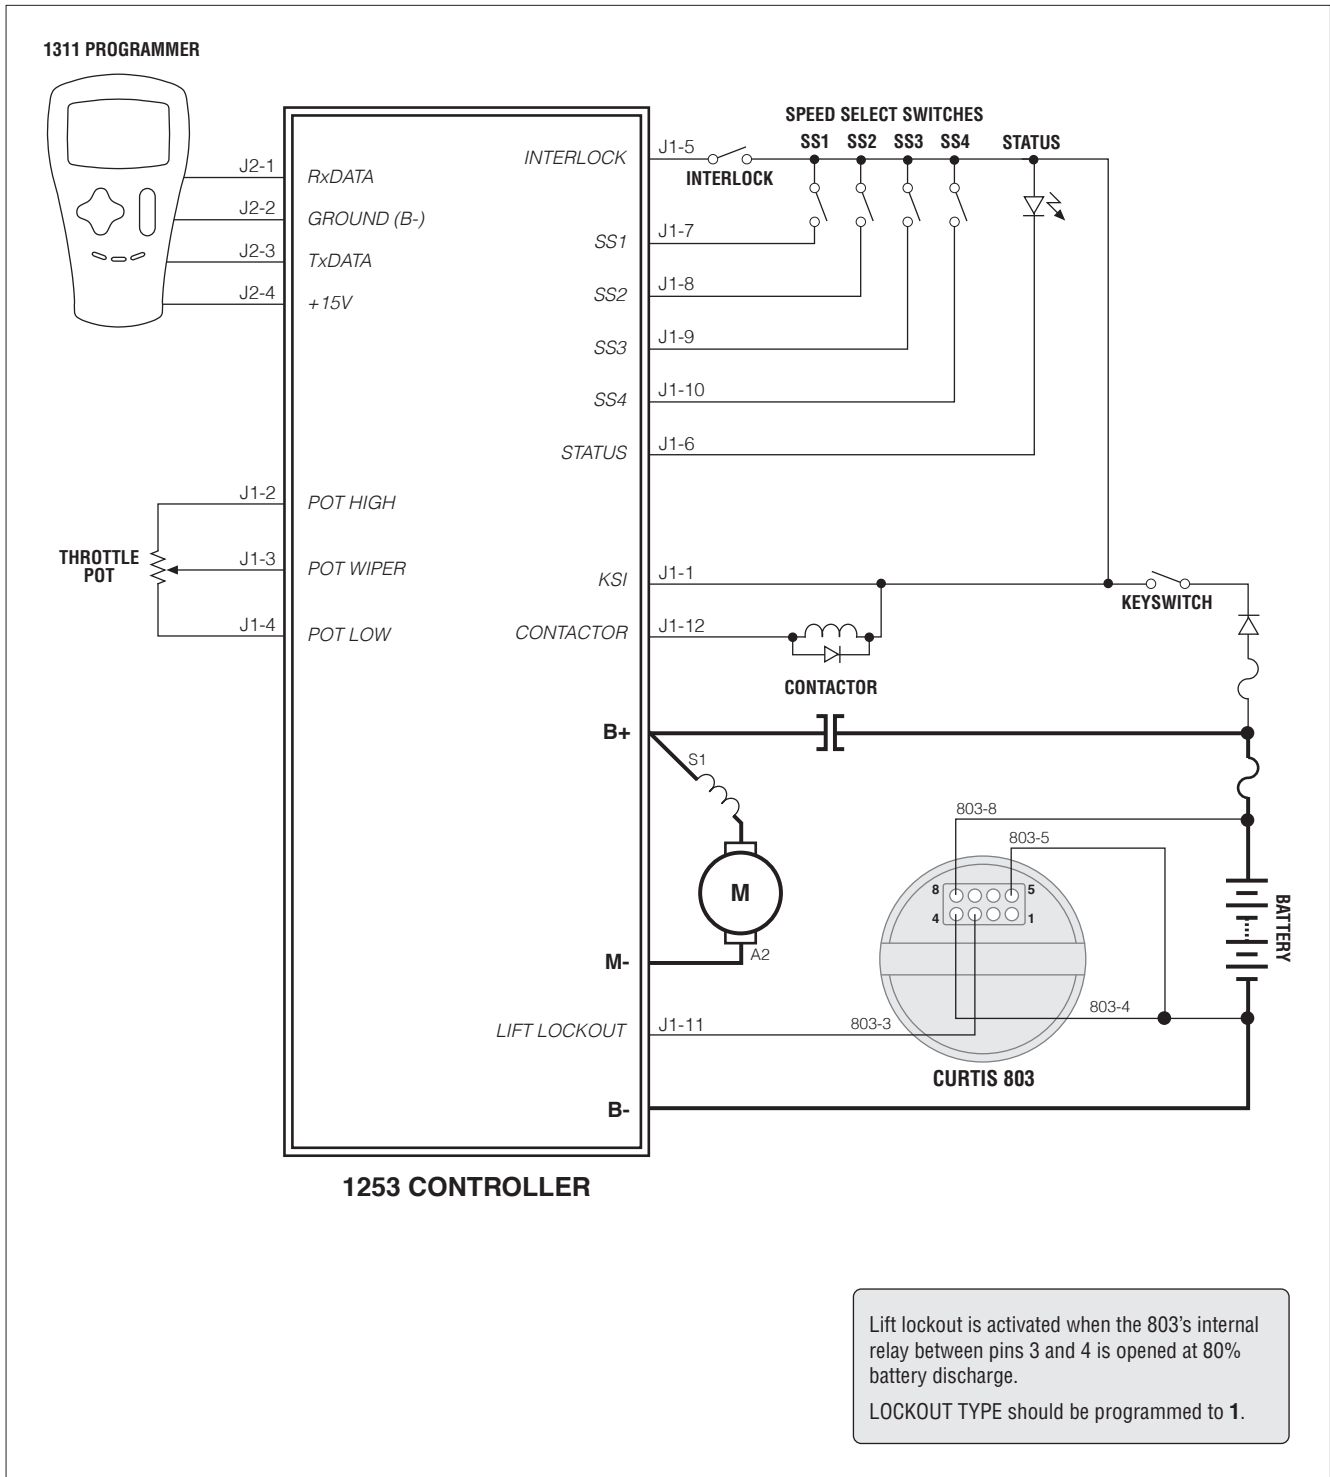 1311 PROGRAMMER
J2-1
RxDATA
J2-2
GROUND (B-)
J2-3
TxDATA
J2-4
+15V
J1-2
POT HIGH
THROTTLE
POT
J1-3
POT WIPER
J1-4
POT LOW
SPEED SELECT SWITCHES
SS1 SS2 SS3 SS4 STATUS
INTERLOCK
J1-5
INTERLOCK
SS1
J1-7
SS2
J1-8
SS3
J1-9
SS4
J1-10
STATUS
J1-6
KSI
J1-1
KEYSWITCH
CONTACTOR
J1-12
CONTACTOR
B+
S1
M
A2
M-
803-8
803-5
8 5
4 1
BATTERY
LIFT LOCKOUT
J1-11
803-3
803-4
CURTIS 803
B-
1253 CONTROLLER
Lift lockout is activated when the 803's internal
relay between pins 3 and 4 is opened at 80%
battery discharge.
LOCKOUT TYPE should be programmed to 1.